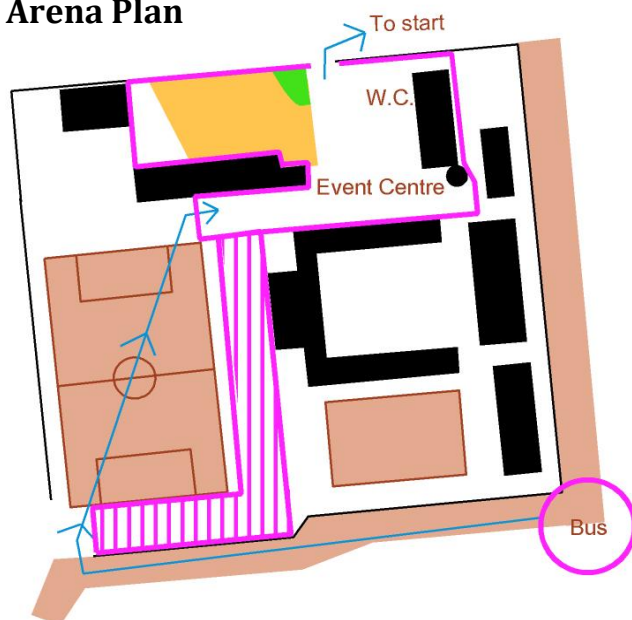 Arena Plan
To start
W.C.
Event Centre
Bus